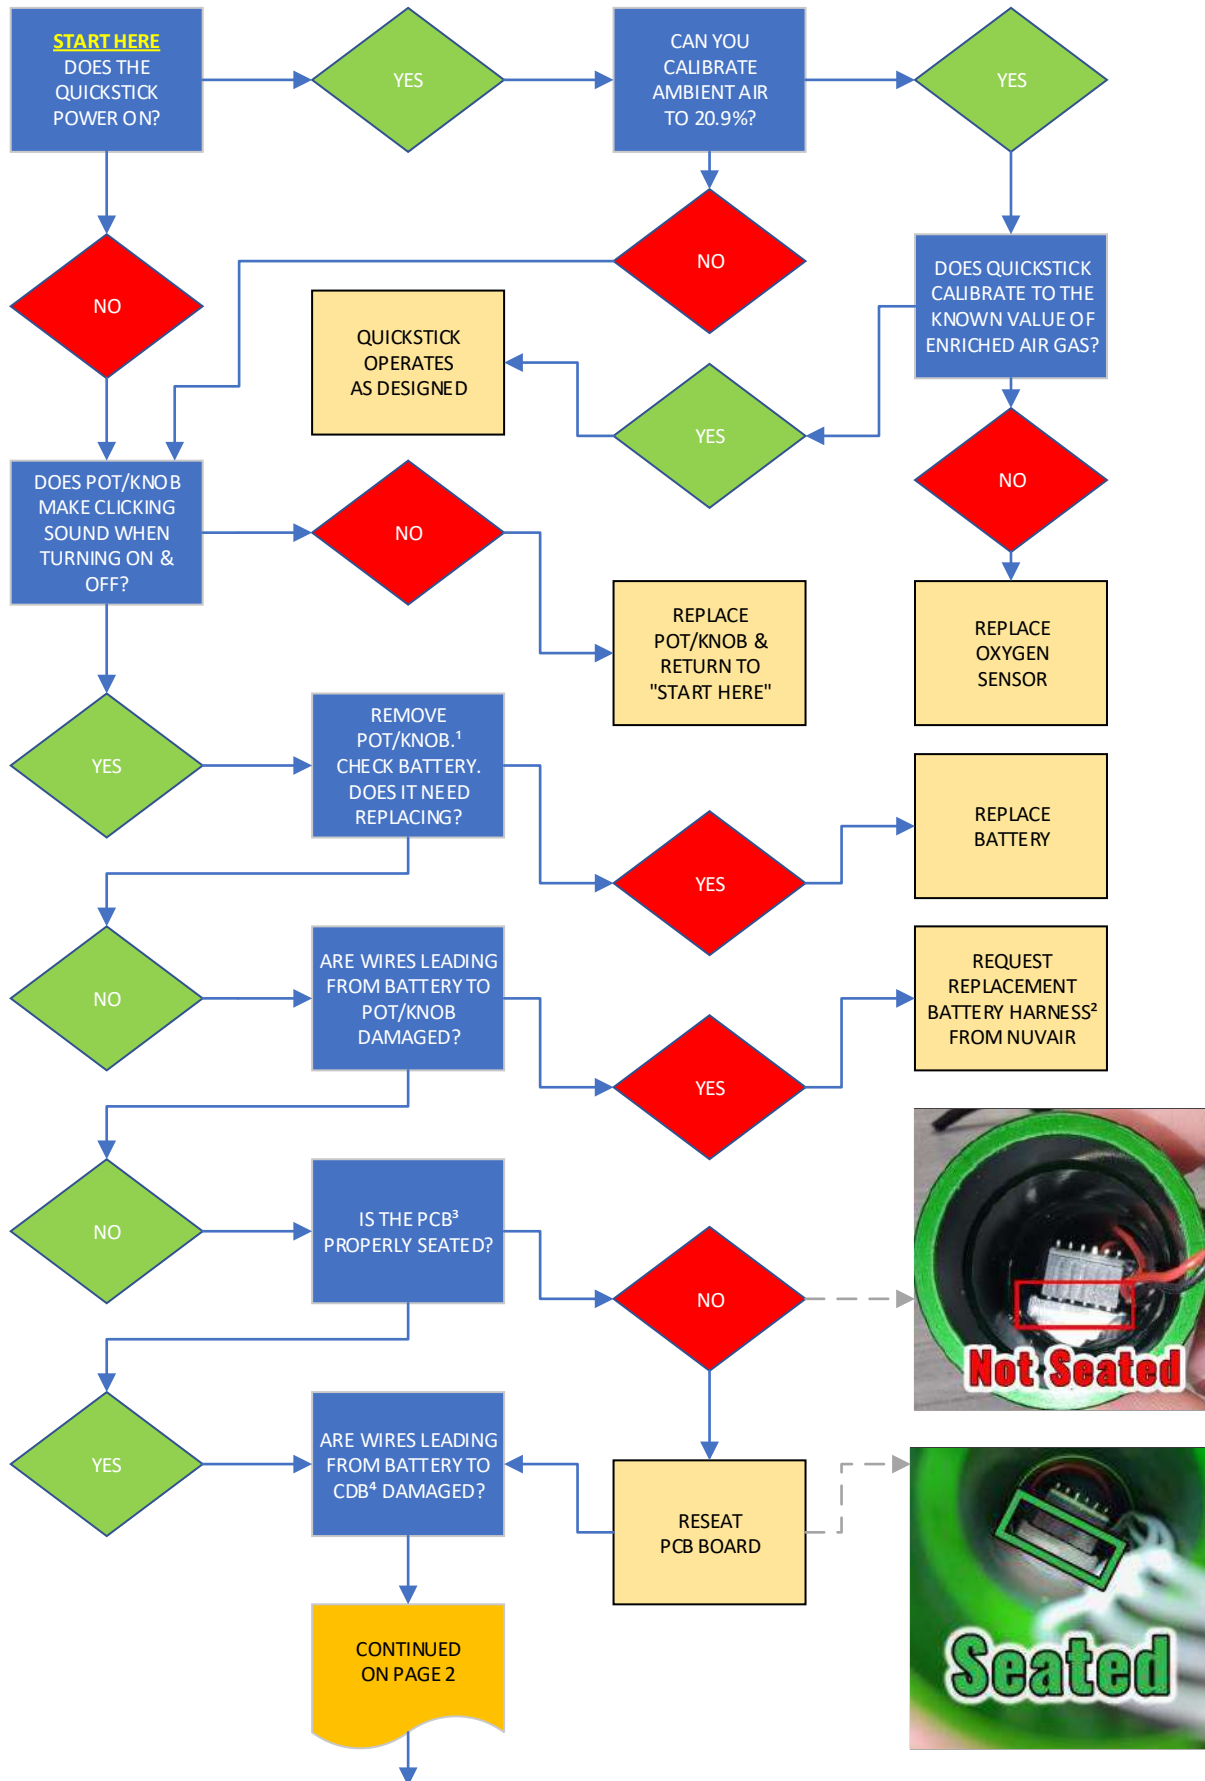 START HERE
DOES THE
QUICKSTICK
POWER ON?
YES
CAN YOU
CALIBRATE
AMBIENT AIR
TO 20.9%?
YES
NO
NO
DOES QUICKSTICK
CALIBRATE TO THE
KNOWN VALUE OF
ENRICHED AIR GAS?
QUICKSTICK
OPERATES
AS DESIGNED
YES
NO
DOES POT/KNOB
MAKE CLICKING
SOUND WHEN
TURNING ON &
OFF?
NO
REPLACE
POT/KNOB &
RETURN TO
"START HERE"
REPLACE
OXYGEN
SENSOR
YES
REMOVE
POT/KNOB.¹
CHECK BATTERY.
DOES IT NEED
REPLACING?
YES
REPLACE
BATTERY
NO
ARE WIRES LEADING
FROM BATTERY TO
POT/KNOB
DAMAGED?
YES
REQUEST
REPLACEMENT
BATTERY HARNESS²
FROM NUVAIR
NO
IS THE PCB³
PROPERLY SEATED?
NO
Not Seated
YES
ARE WIRES LEADING
FROM BATTERY TO
CDB⁴ DAMAGED?
RESEAT
PCB BOARD
Seated
CONTINUED
ON PAGE 2